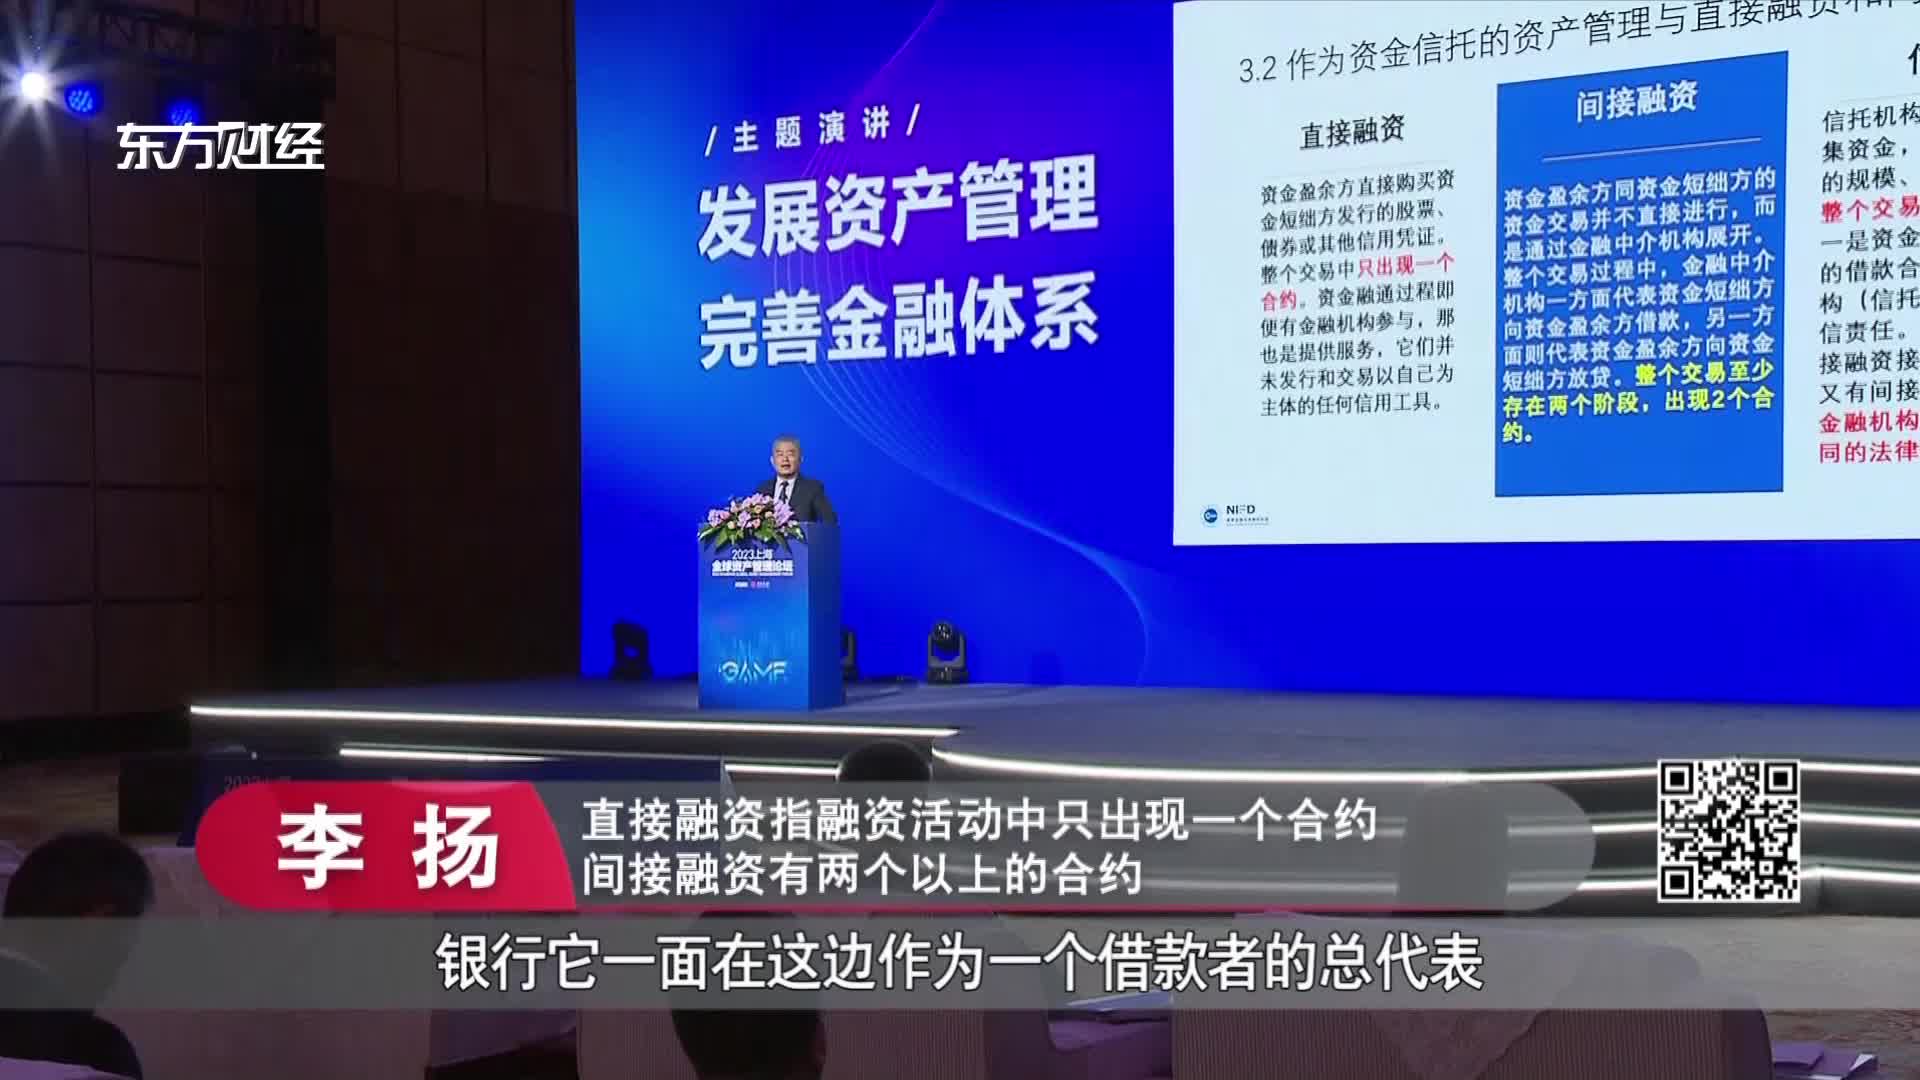 东方财经
/主题演讲/
发展资产管理
完善金融体系
3.2 作为资金信托的资产管理与直接融资和
直接融资
资金盈余方直接购买资
金短绌方发行的股票、
债券或其他信用凭证。
整个交易中只出现一个
合约。资金融通过程即
便有金融机构参与，那
也是提供服务，它们并
未发行和交易以自己为
主体的任何信用工具。
间接融资
资金盈余方同资金短绌方的
资金交易并不直接进行，而
是通过金融中介机构展开。
整个交易过程中，金融中介
机构一方面代表资金短绌方
向资金盈余方借款，另一方
面则代表资金盈余方向资金
短绌方放贷。整个交易至少
存在两个阶段，出现2个合
约。
信托机构
集资金，
的规模、
整个交易
一是资金
的借款合
构（信托
信责任。
接融资接
又有间接
金融机构
同的法律
NIFD
2023上海
全球资产管理论坛
GAMF
李扬
直接融资指融资活动中只出现一个合约
间接融资有两个以上的合约
银行它一面在这边作为一个借款者的总代表